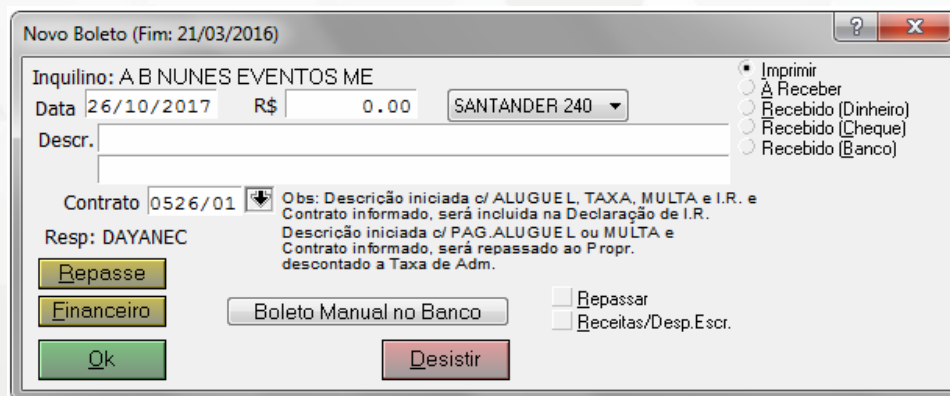 Novo Boleto (Fim: 21/03/2016)
Inquilino: A B NUNES EVENTOS ME
Data 26/10/2017 R$ 0.00 SANTANDER 240
Imprimir
A Receber
Recebido (Dinheiro)
Recebido (Cheque)
Recebido (Banco)
Descr.
Contrato 0526/01
Obs: Descrição iniciada c/ ALUGUEL, TAXA, MULTA e I.R. e
Contrato informado, será incluida na Declaração de I.R.
Descrição iniciada c/ PAG.ALUGUEL ou MULTA e
Contrato informado, será repassado ao Propr.
descontado a Taxa de Adm.
Resp: DAYANEC
Repasse
Financeiro
Boleto Manual no Banco
Repassar
Receitas/Desp.Escr.
Ok
Desistir